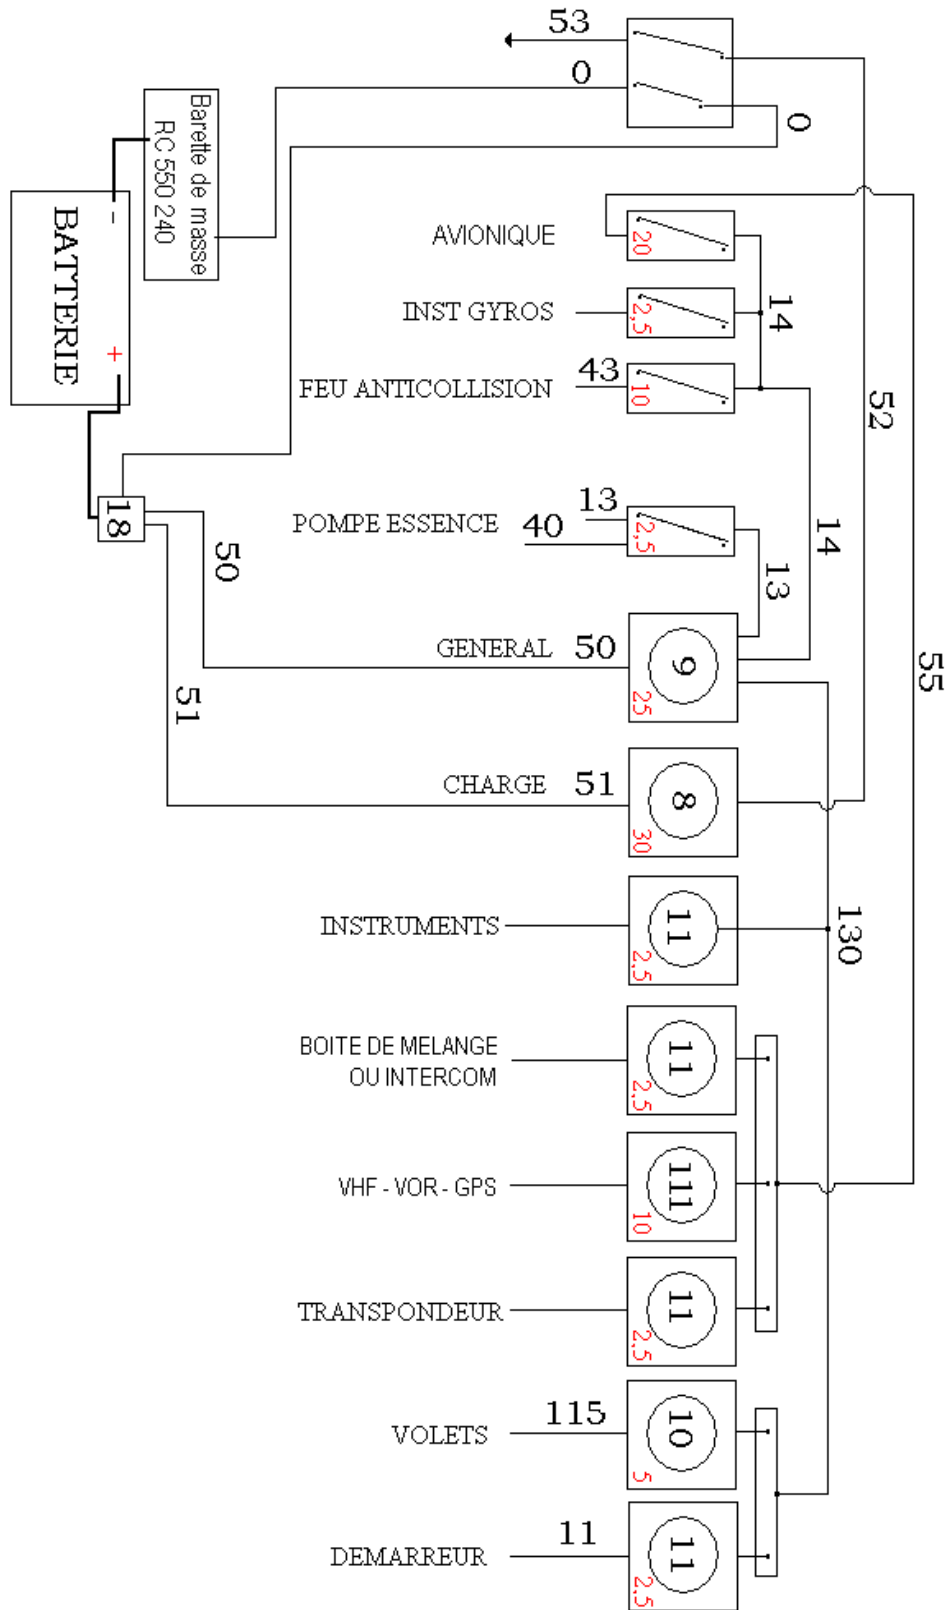 53
0
0
Barette de masse
RC 550 240
-
BATTERIE
+
AVIONIQUE
20
14
INST GYROS
2,5
FEU ANTICOLLISION
43
10
52
18
POMPE ESSENCE
13
40
2,5
13
14
50
GENERAL
50
9
25
55
51
CHARGE
51
8
30
INSTRUMENTS
11
2,5
130
BOITE DE MELANGE
OU INTERCOM
11
2,5
VHF - VOR - GPS
111
10
TRANSPONDEUR
11
2,5
VOLETS
115
10
5
DEMARREUR
11
11
2,5